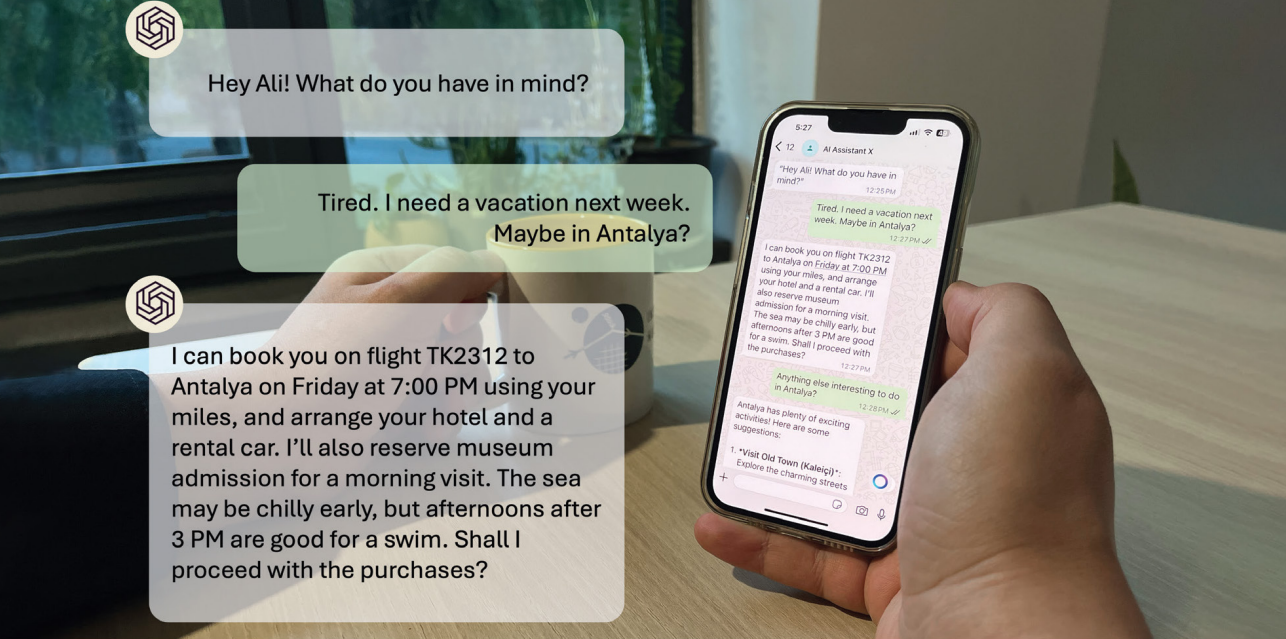 Hey Ali! What do you have in mind?
Tired. I need a vacation next week.
Maybe in Antalya?
I can book you on flight TK2312 to
Antalya on Friday at 7:00 PM using your
miles, and arrange your hotel and a
rental car. I’ll also reserve museum
admission for a morning visit. The sea
may be chilly early, but afternoons after
3 PM are good for a swim. Shall I
proceed with the purchases?
5:27
12
AI Assistant X
"Hey Ali! What do you have in
mind?"
12:25 PM
Tired. I need a vacation next
week. Maybe in Antalya?
12:27 PM
I can book you on flight TK2312
to Antalya on Friday at 7:00 PM
using your miles, and arrange
your hotel and a rental car. I'll
also reserve museum
admission for a morning visit.
The sea may be chilly early, but
afternoons after 3 PM are good
for a swim. Shall I proceed with
the purchases?
12:27 PM
Anything else interesting to do
in Antalya?
12:28 PM
Antalya has plenty of exciting
activities! Here are some
suggestions:
1. *Visit Old Town (Kaleiçi)*:
Explore the charming streets